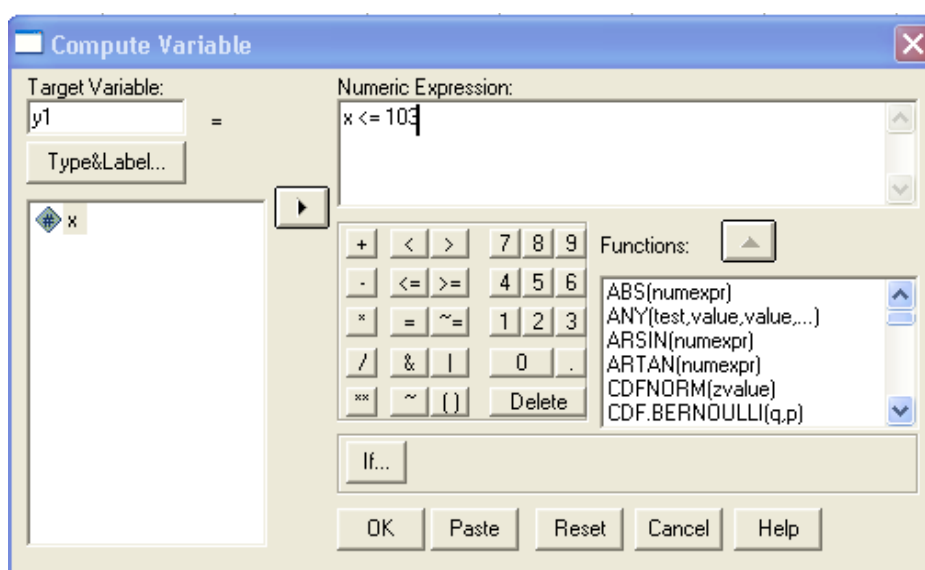 Compute Variable
Target Variable:
y1
=
Type&Label...
x
Numeric Expression:
x <= 103
+ < > 7 8 9
- <= >= 4 5 6
* = ~= 1 2 3
/ & | 0 .
** ~ () Delete
Functions:
ABS(numexpr)
ANY(test,value,value,...)
ARSIN(numexpr)
ARTAN(numexpr)
CDFNORM(zvalue)
CDF.BERNOULLI(q,p)
If...
OK Paste Reset Cancel Help